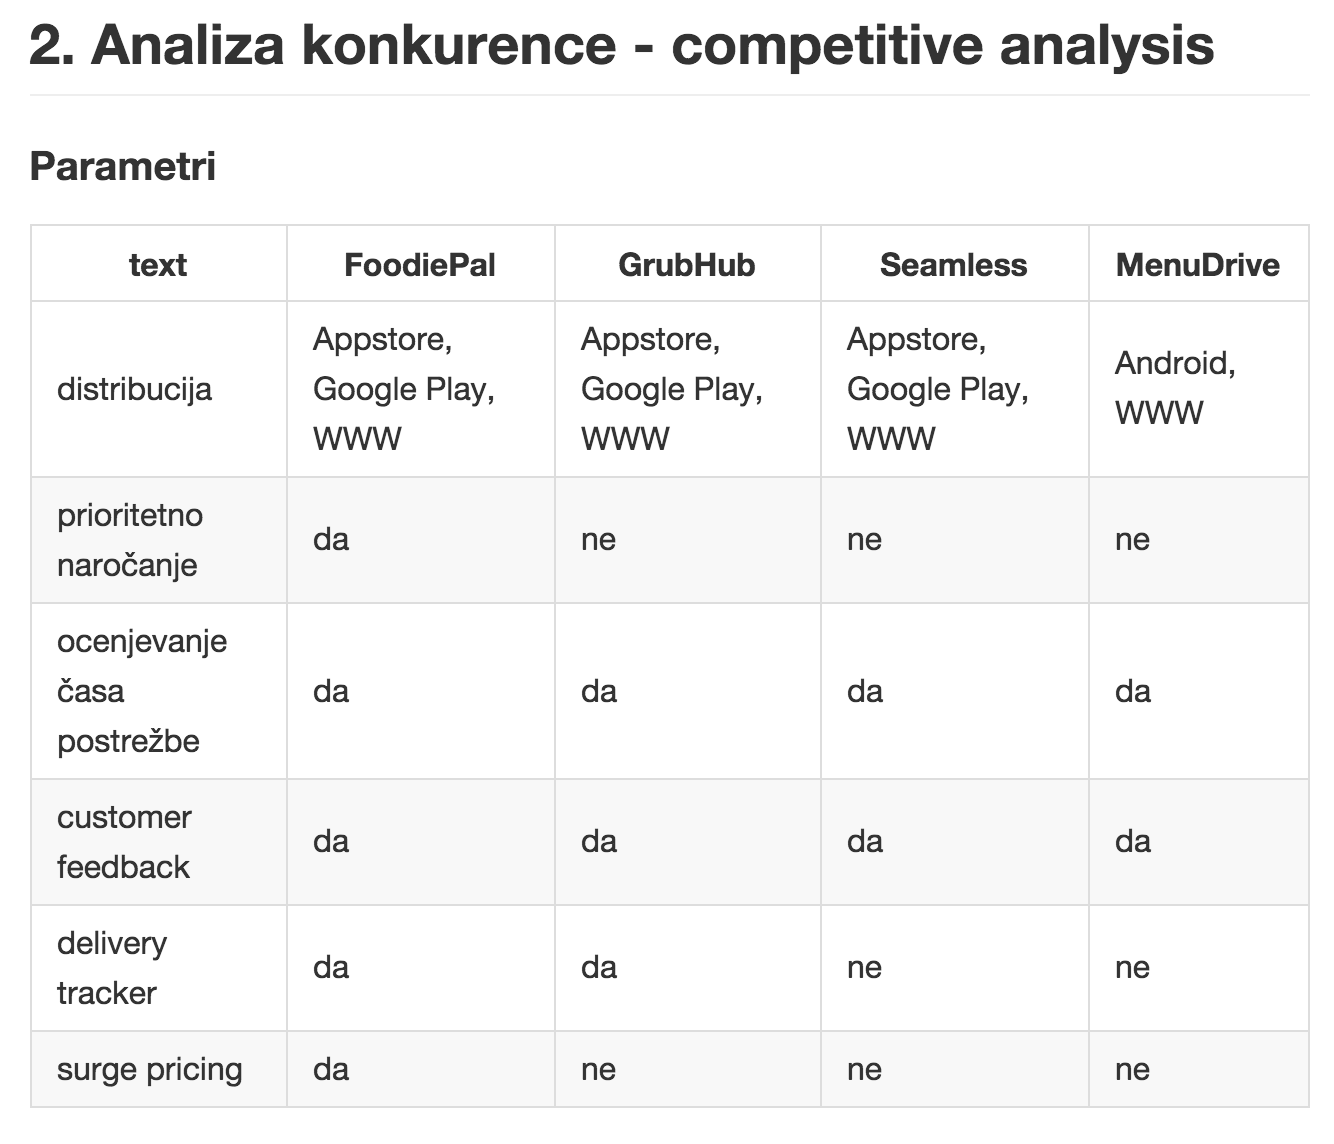 2. Analiza konkurence - competitive analysis
Parametri
text FoodiePal GrubHub Seamless MenuDrive
distribucija
Appstore,
Google Play,
WWW
Appstore,
Google Play,
WWW
Appstore,
Google Play,
WWW
Android,
WWW
prioritetno
naročanje
da ne ne ne
ocenjevanje
časa
postrežbe
da da da da
customer
feedback
da da da da
delivery
tracker
da da ne ne
surge pricing da ne ne ne